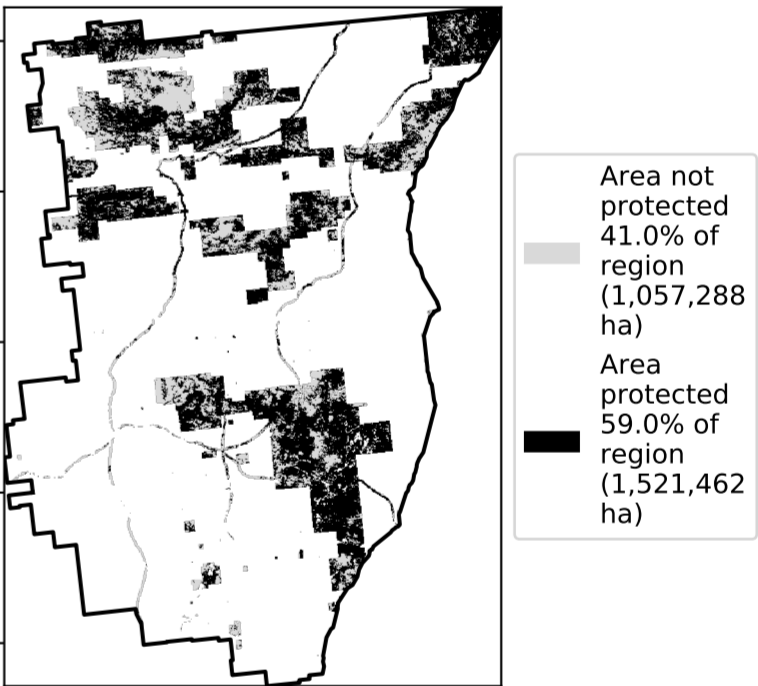 Area not
protected
41.0% of
region
(1,057,288
ha)
Area
protected
59.0% of
region
(1,521,462
ha)